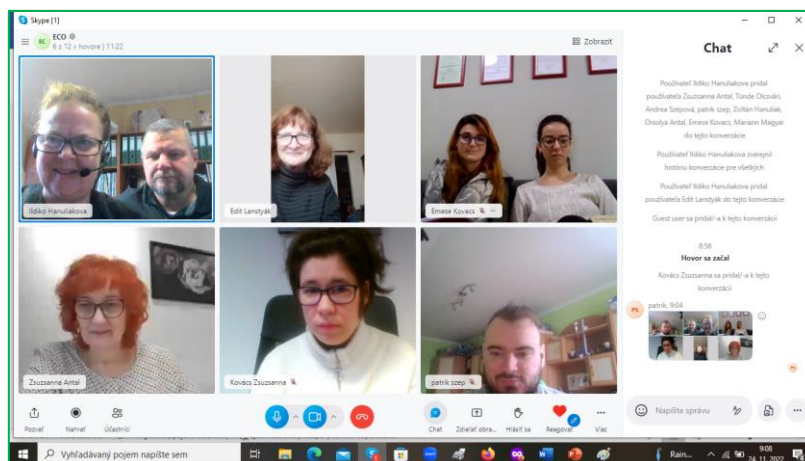 Skype [1]
ECO
6 z 12 v hovore | 11:22
Zobraziť
Ildiko Hanuliakova
Edit Lanstyák
Emese Kovacs
Zsuzsanna Antal
Kovács Zsuzsanna
patrik szep
Pozvať
Nahrať
Účastníci
Chat
Zdieľať obra...
Hlásiť sa
Reagovať
Viac
Chat
Používateľ Ildiko Hanuliakova pridal
používateľa Zsuzsanna Antal, Tünde Olcsvári,
Andrea Szépová, patrik szep, Zoltán Hanuliak,
Orsolya Antal, Emese Kovacs, Mariann Magyar
do tejto konverzácie
Používateľ Ildiko Hanuliakova zverejnil
históriu konverzácie pre všetkých
Používateľ Ildiko Hanuliakova pridal
používateľa Edit Lanstyák do tejto konverzácie
Guest user sa pridal/-a k tejto konverzácii
8:56
Hovor sa začal
Kovács Zsuzsanna sa pridal/-a k tejto
konverzácii
PS
patrik, 9:04
Napíšte správu
Vyhľadávaný pojem napíšte sem
Rain...
9:08
24. 11. 2022